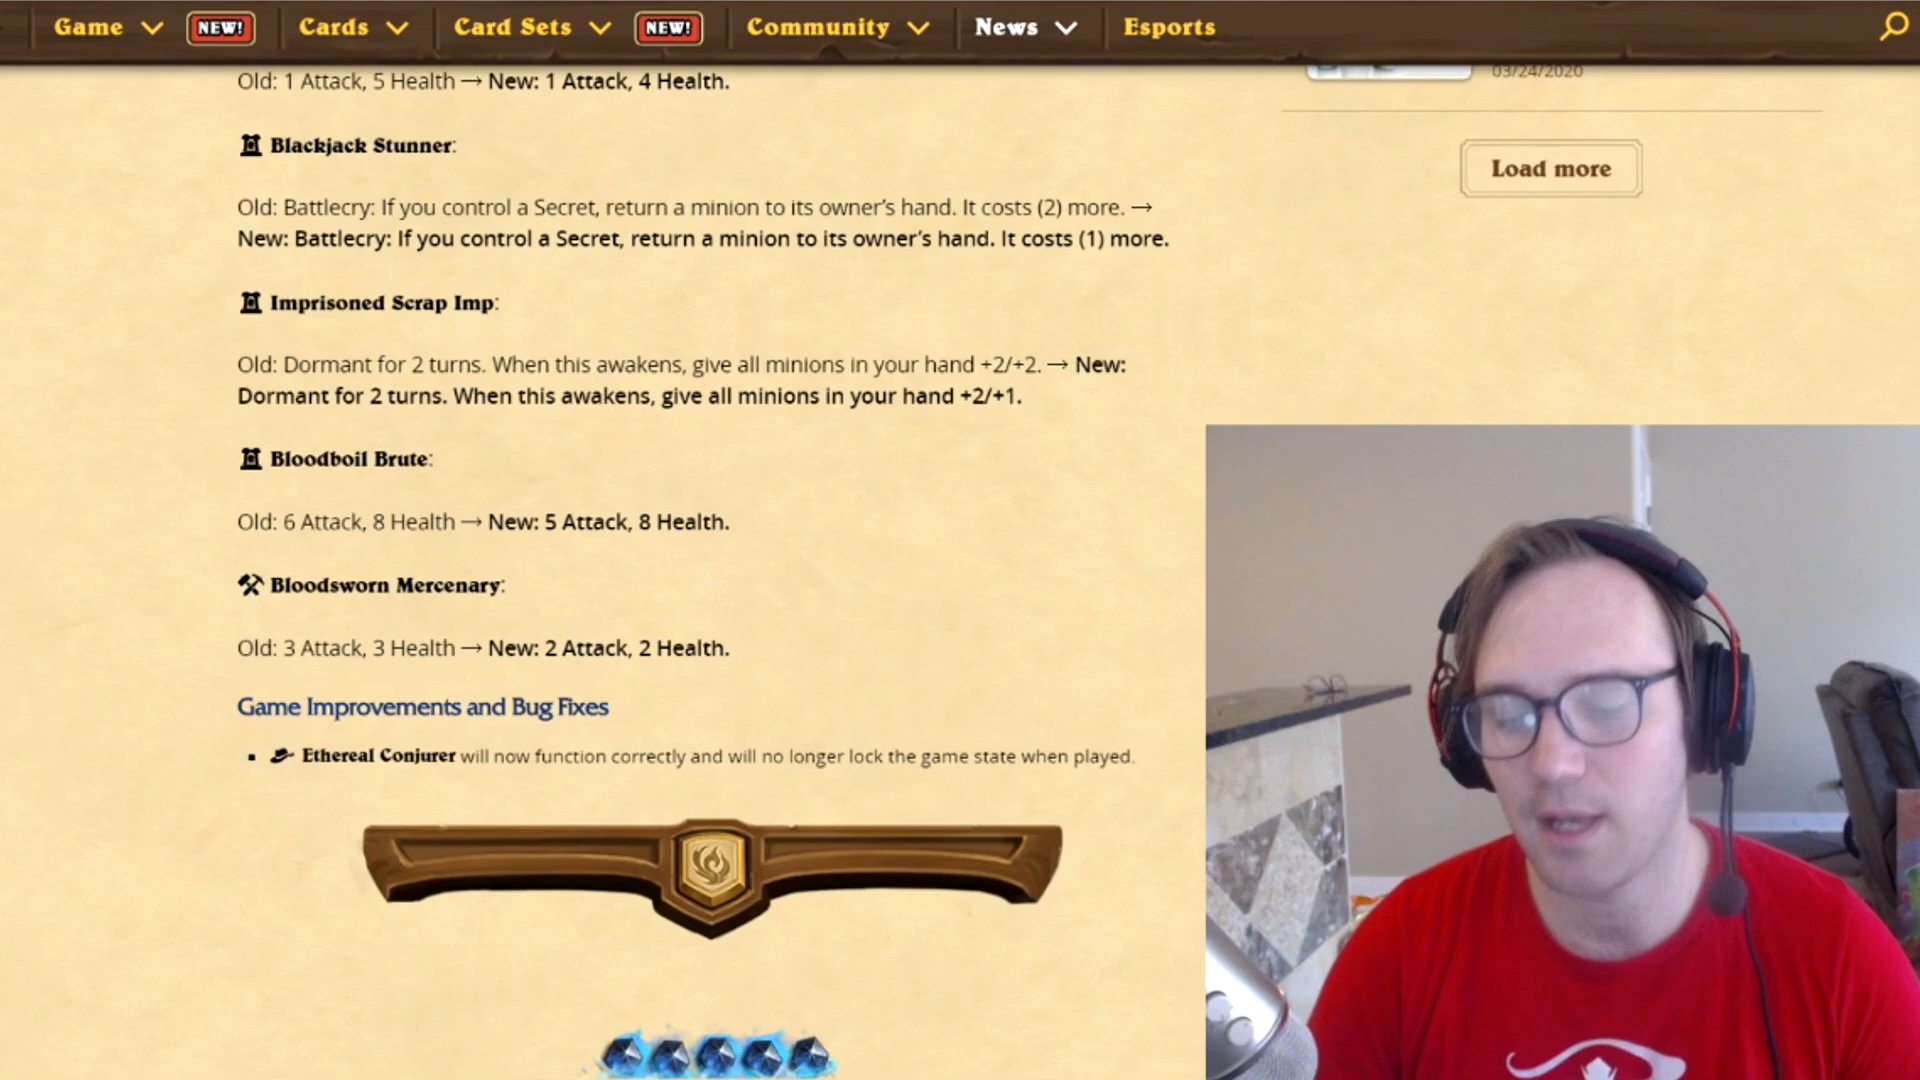 Game NEW! Cards Card Sets NEW! Community News Esports
Old: 1 Attack, 5 Health → New: 1 Attack, 4 Health.
03/24/2020
Load more
Blackjack Stunner:
Old: Battlecry: If you control a Secret, return a minion to its owner's hand. It costs (2) more. →
New: Battlecry: If you control a Secret, return a minion to its owner's hand. It costs (1) more.
Imprisoned Scrap Imp:
Old: Dormant for 2 turns. When this awakens, give all minions in your hand +2/+2. → New:
Dormant for 2 turns. When this awakens, give all minions in your hand +2/+1.
Bloodboil Brute:
Old: 6 Attack, 8 Health → New: 5 Attack, 8 Health.
Bloodsworn Mercenary:
Old: 3 Attack, 3 Health → New: 2 Attack, 2 Health.
Game Improvements and Bug Fixes
▪ Ethereal Conjurer will now function correctly and will no longer lock the game state when played.